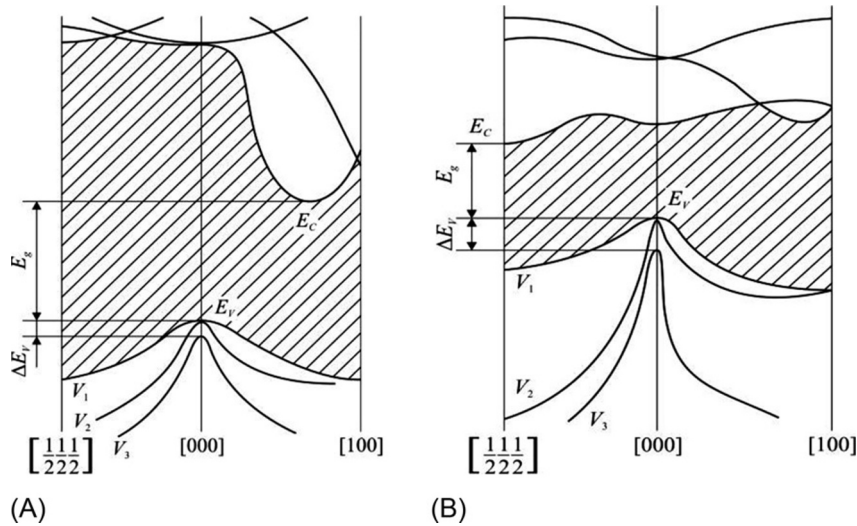 E_C
E_g
E_V
ΔE_V
V_1
V_2
V_3
[1/2 1/2 1/2]
[000]
[100]
(A)
E_C
E_g
E_V
ΔE_V
V_1
V_2
V_3
[1/2 1/2 1/2]
[000]
[100]
(B)